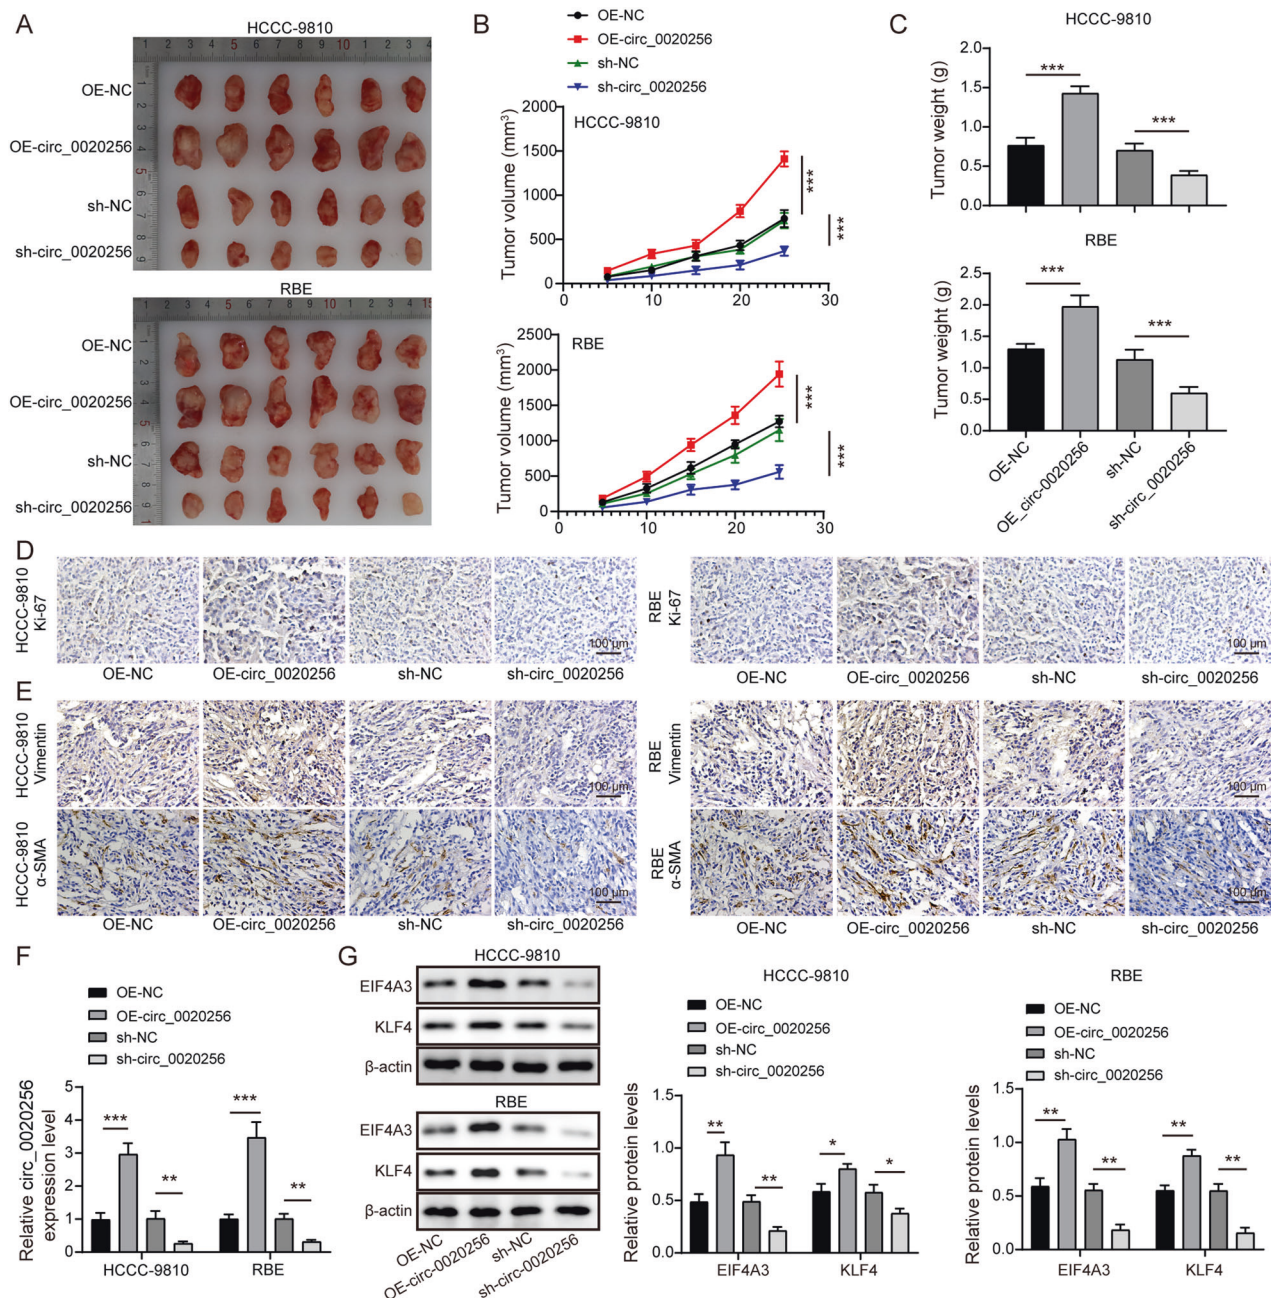 A
HCCC-9810
OE-NC
OE-circ_0020256
sh-NC
sh-circ_0020256
RBE
OE-NC
OE-circ_0020256
sh-NC
sh-circ_0020256
B
OE-NC
OE-circ_0020256
sh-NC
sh-circ_0020256
HCCC-9810
Tumor volume (mm³)
2000
1500
1000
500
0
0 10 20 30
***
***
RBE
Tumor volume (mm³)
2500
2000
1500
1000
500
0
0 10 20 30
***
***
C
HCCC-9810
Tumor weight (g)
2.0
1.5
1.0
0.5
0.0
***
***
RBE
Tumor weight (g)
2.5
2.0
1.5
1.0
0.5
0.0
***
***
OE-NC
OE_circ-0020256
sh-NC
sh-circ_0020256
D
HCCC-9810
Ki-67
100 µm
OE-NC OE-circ_0020256 sh-NC sh-circ_0020256
RBE
Ki-67
100 µm
OE-NC OE-circ_0020256 sh-NC sh-circ_0020256
E
HCCC-9810
Vimentin
100 µm
HCCC-9810
α-SMA
100 µm
OE-NC OE-circ_0020256 sh-NC sh-circ_0020256
RBE
Vimentin
100 µm
RBE
α-SMA
100 µm
OE-NC OE-circ_0020256 sh-NC sh-circ_0020256
F
OE-NC
OE-circ_0020256
sh-NC
sh-circ_0020256
Relative circ_0020256
expression level
5
4
3
2
1
0
*** ** *** **
HCCC-9810 RBE
G
HCCC-9810
EIF4A3
KLF4
β-actin
RBE
EIF4A3
KLF4
β-actin
OE-NC
OE-circ-0020256
sh-NC
sh-circ_0020256
HCCC-9810
OE-NC
OE-circ_0020256
sh-NC
sh-circ_0020256
Relative protein levels
1.5
1.0
0.5
0.0
** ** * *
EIF4A3 KLF4
RBE
OE-NC
OE-circ_0020256
sh-NC
sh-circ_0020256
Relative protein levels
1.5
1.0
0.5
0.0
** ** ** **
EIF4A3 KLF4